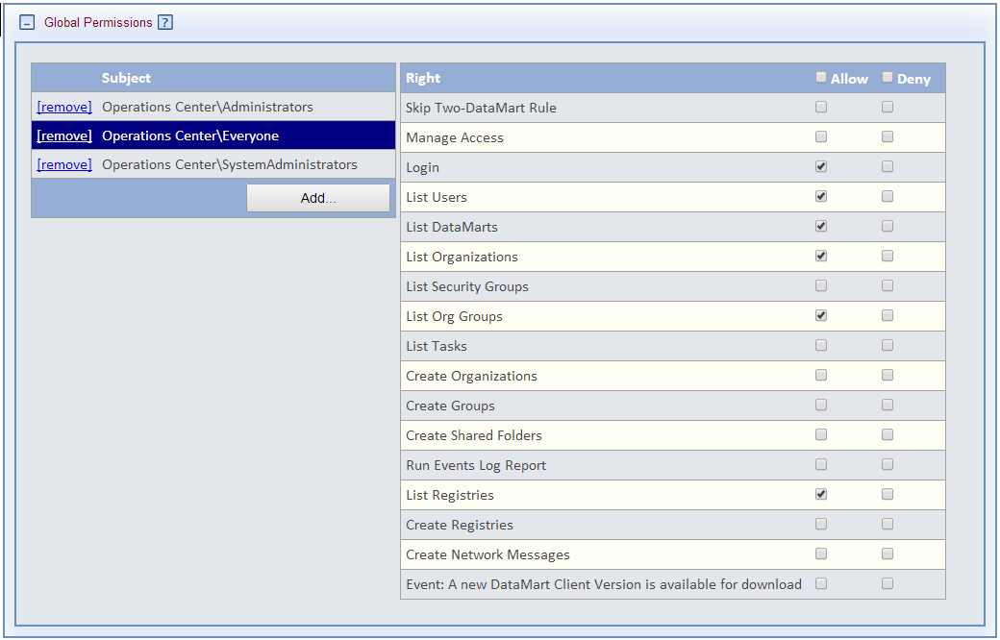 Global Permissions [?]
Subject
[remove] Operations Center\Administrators
[remove] Operations Center\Everyone
[remove] Operations Center\SystemAdministrators
Add...
Right Allow Deny
Skip Two-DataMart Rule
Manage Access
Login
List Users
List DataMarts
List Organizations
List Security Groups
List Org Groups
List Tasks
Create Organizations
Create Groups
Create Shared Folders
Run Events Log Report
List Registries
Create Registries
Create Network Messages
Event: A new DataMart Client Version is available for download